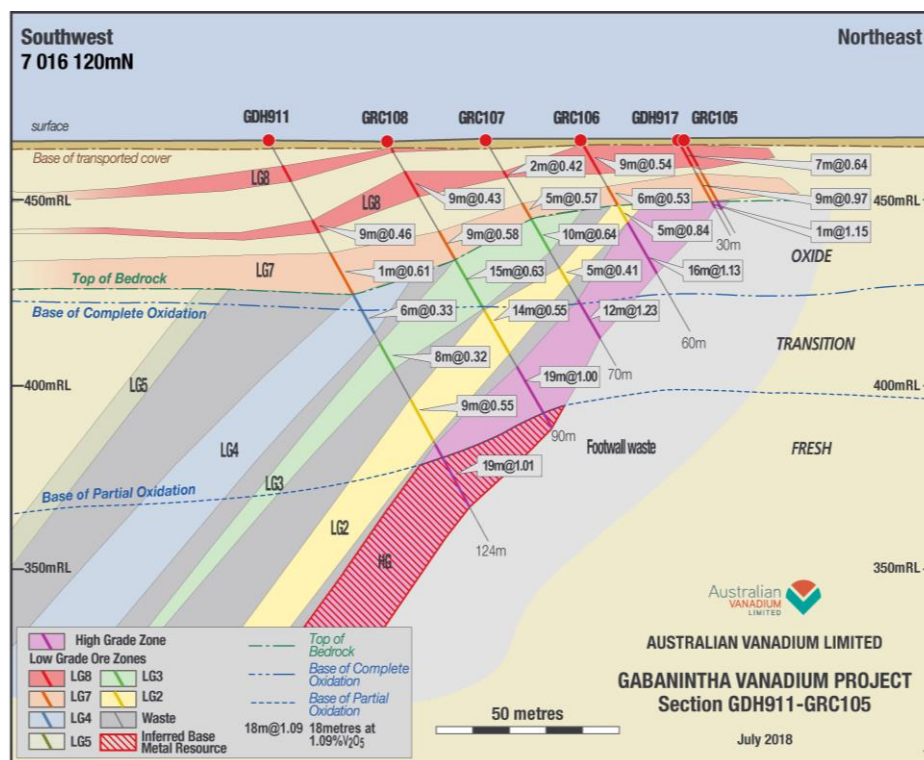 Southwest
7 016 120mN
Northeast
GDH911
GRC108
GRC107
GRC106
GDH917
GRC105
surface
Base of transported cover
2m@0.42
9m@0.54
7m@0.64
LG8
450mRL
LG8
9m@0.43
5m@0.57
6m@0.53
9m@0.97
450mRL
9m@0.46
9m@0.58
10m@0.64
5m@0.84
1m@1.15
30m
OXIDE
LG7
1m@0.61
15m@0.63
5m@0.41
16m@1.13
Top of Bedrock
Base of Complete Oxidation
6m@0.33
14m@0.55
12m@1.23
60m
TRANSITION
8m@0.32
70m
LG5
400mRL
19m@1.00
400mRL
9m@0.55
90m
Footwall waste
FRESH
LG4
19m@1.01
LG3
Base of Partial Oxidation
LG2
124m
HG
350mRL
350mRL
Australian
VANADIUM
LIMITED
AUSTRALIAN VANADIUM LIMITED
GABANINTHA VANADIUM PROJECT
Section GDH911-GRC105
July 2018
50 metres
High Grade Zone
Low Grade Ore Zones
LG8
LG3
LG7
LG2
LG4
Waste
LG5
Inferred Base
Metal Resource
Top of
Bedrock
Base of Complete
Oxidation
Base of Partial
Oxidation
18m@1.09
18metres at
1.09%V₂O₅